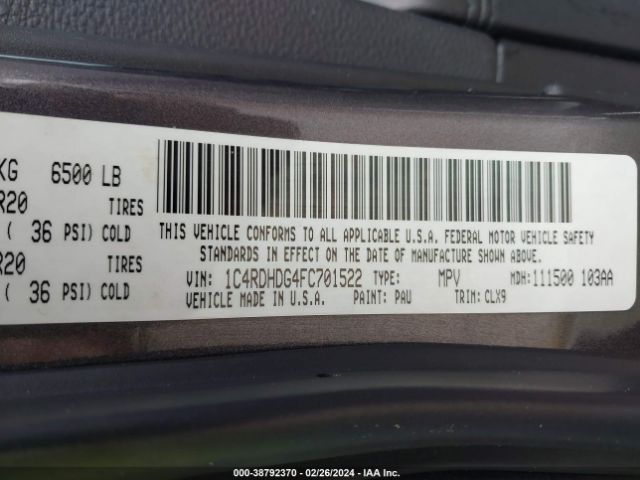 KG 6500 LB
R20 TIRES
( 36 PSI) COLD
R20 TIRES
( 36 PSI) COLD
THIS VEHICLE CONFORMS TO ALL APPLICABLE U.S.A. FEDERAL MOTOR VEHICLE SAFETY
STANDARDS IN EFFECT ON THE DATE OF MANUFACTURE SHOWN ABOVE.
VIN: 1C4RDHDG4FC701522 TYPE: MPV MDH: 111500 103AA
VEHICLE MADE IN U.S.A. PAINT: PAU TRIM: CLX9
000-38792370 - 02/26/2024 - IAA Inc.